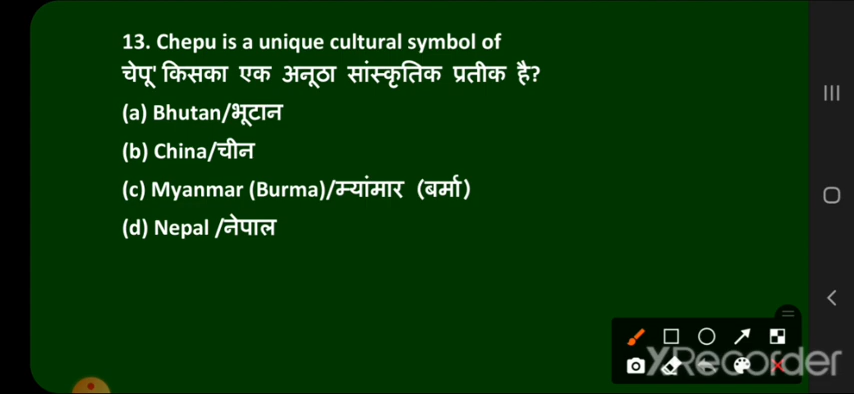 13. Chepu is a unique cultural symbol of
चेपू' किसका एक अनूठा सांस्कृतिक प्रतीक है?
(a) Bhutan/भूटान
(b) China/चीन
(c) Myanmar (Burma)/म्यांमार (बर्मा)
(d) Nepal /नेपाल
XRecorder